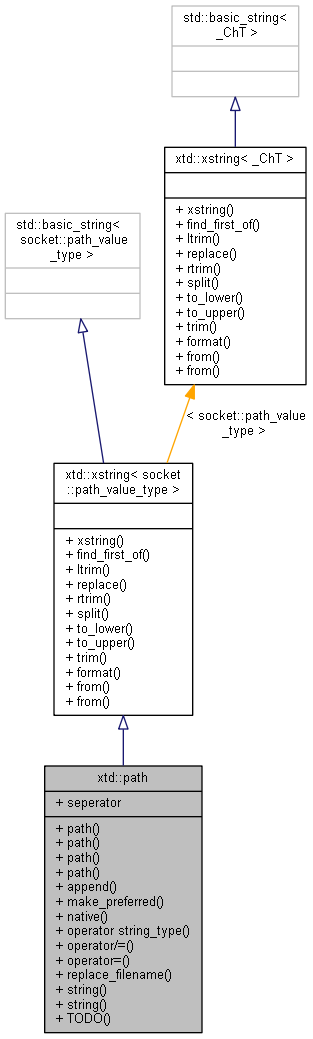 std::basic_string<
_ChT >
xtd::xstring< _ChT >
+ xstring()
+ find_first_of()
+ ltrim()
+ replace()
+ rtrim()
+ split()
+ to_lower()
+ to_upper()
+ trim()
+ format()
+ from()
+ from()
std::basic_string<
socket::path_value
_type >
< socket::path_value
_type >
xtd::xstring< socket
::path_value_type >
+ xstring()
+ find_first_of()
+ ltrim()
+ replace()
+ rtrim()
+ split()
+ to_lower()
+ to_upper()
+ trim()
+ format()
+ from()
+ from()
xtd::path
+ seperator
+ path()
+ path()
+ path()
+ path()
+ append()
+ make_preferred()
+ native()
+ operator string_type()
+ operator/=()
+ operator=()
+ replace_filename()
+ string()
+ string()
+ TODO()